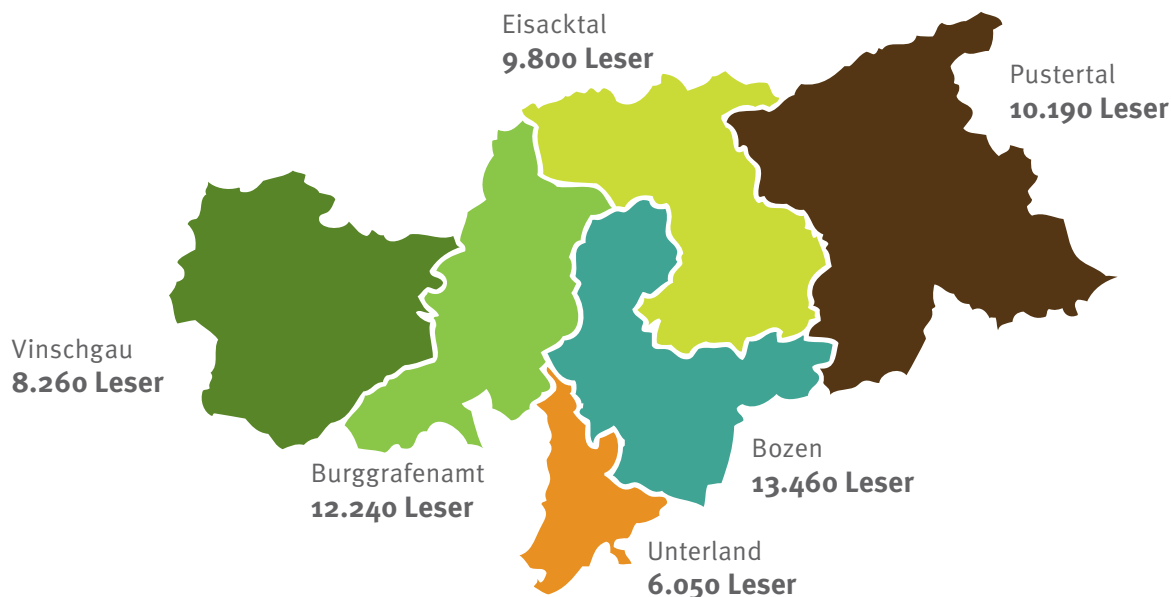 Eisacktal
9.800 Leser
Pustertal
10.190 Leser
Vinschgau
8.260 Leser
Burggrafenamt
12.240 Leser
Bozen
13.460 Leser
Unterland
6.050 Leser